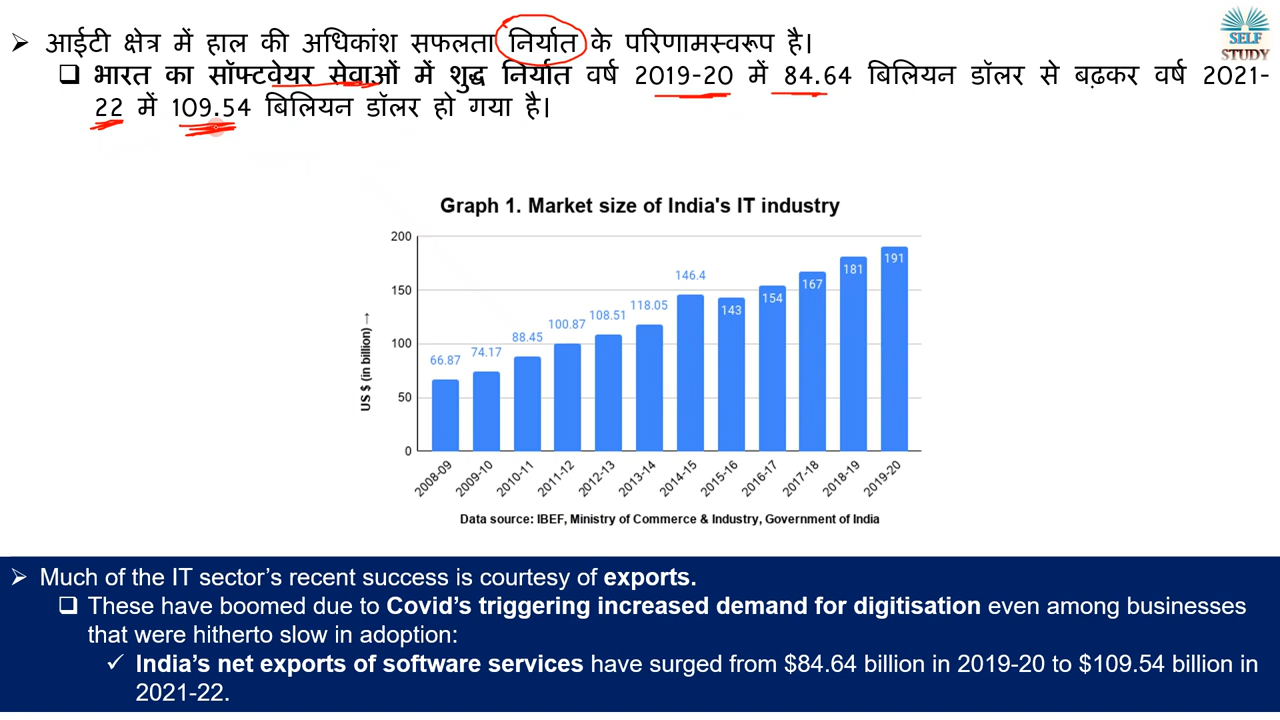 SELF
STUDY
➢ आईटी क्षेत्र में हाल की अधिकांश सफलता निर्यात के परिणामस्वरूप है।
❑ भारत का सॉफ्टवेयर सेवाओं में शुद्ध निर्यात वर्ष 2019-20 में 84.64 बिलियन डॉलर से बढ़कर वर्ष 2021-
22 में 109.54 बिलियन डॉलर हो गया है।
Graph 1. Market size of India's IT industry
US $ (in billion) →
200
150
100
50
0
66.87
74.17
88.45
100.87
108.51
118.05
146.4
143
154
167
181
191
2008-09
2009-10
2010-11
2011-12
2012-13
2013-14
2014-15
2015-16
2016-17
2017-18
2018-19
2019-20
Data source: IBEF, Ministry of Commerce & Industry, Government of India
➢ Much of the IT sector's recent success is courtesy of exports.
❑ These have boomed due to Covid's triggering increased demand for digitisation even among businesses
that were hitherto slow in adoption:
✓ India's net exports of software services have surged from $84.64 billion in 2019-20 to $109.54 billion in
2021-22.